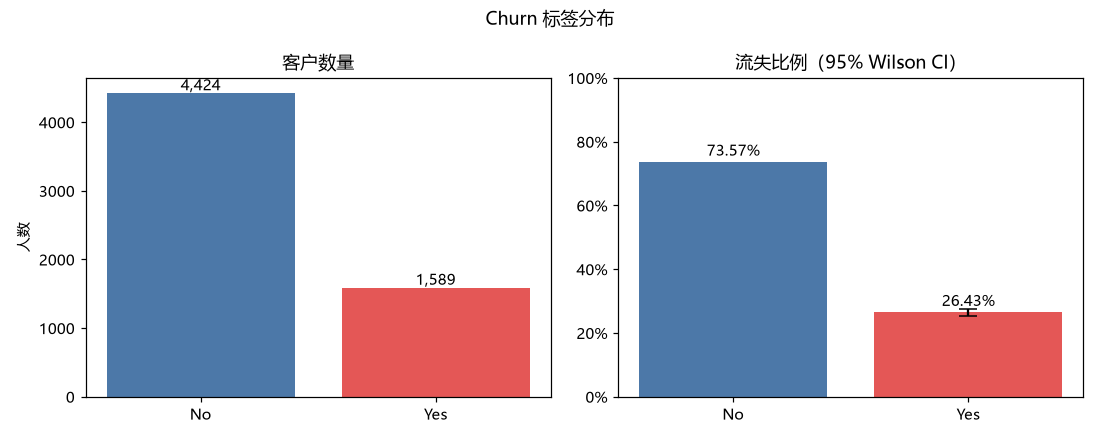 Churn 标签分布
客户数量
4,424
1,589
4000
3000
2000
1000
0
人数
No
Yes
流失比例（95% Wilson CI）
100%
80%
60%
40%
20%
0%
73.57%
26.43%
No
Yes